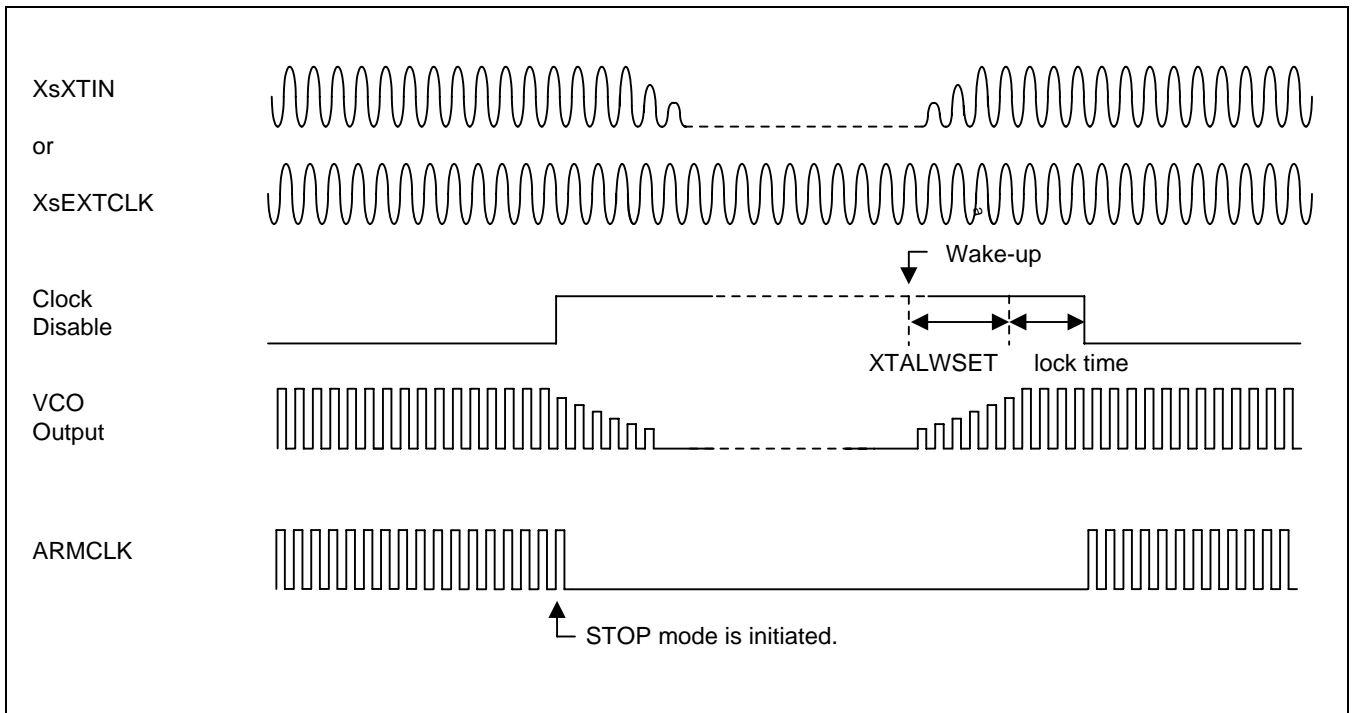 XsXTIN
or
XsEXTCLK
a
Wake-up
Clock
Disable
XTALWSET
lock time
VCO
Output
ARMCLK
STOP mode is initiated.